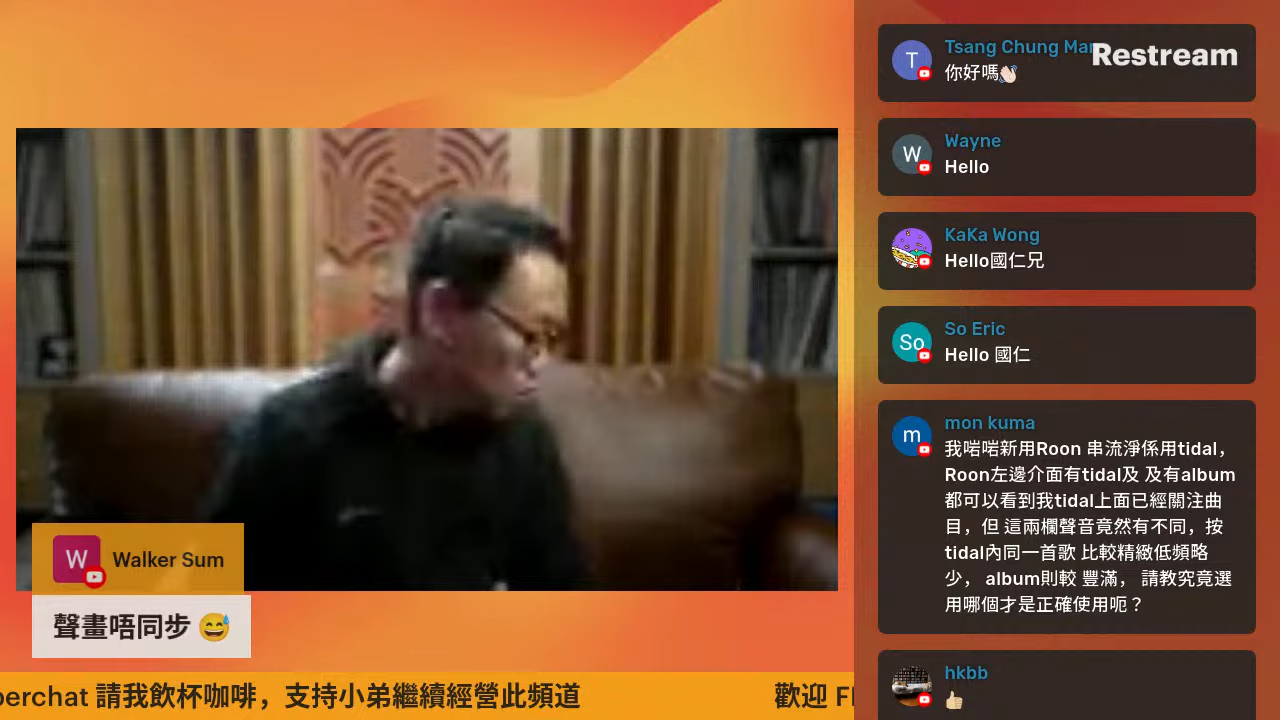 Walker Sum
聲畫唔同步 😅
perchat 請我飲杯咖啡，支持小弟繼續經營此頻道
歡迎
Restream
T
Tsang Chung Man
你好嗎👋🏻
W
Wayne
Hello
KaKa Wong
Hello國仁兄
So
So Eric
Hello 國仁
m
mon kuma
我啱啱新用Roon 串流淨係用tidal，
Roon左邊介面有tidal及 及有album
都可以看到我tidal上面已經關注曲
目，但 這兩欄聲音竟然有不同，按
tidal內同一首歌 比較精緻低頻略
少， album則較 豐滿， 請教究竟選
用哪個才是正確使用呃？
hkbb
👍🏼